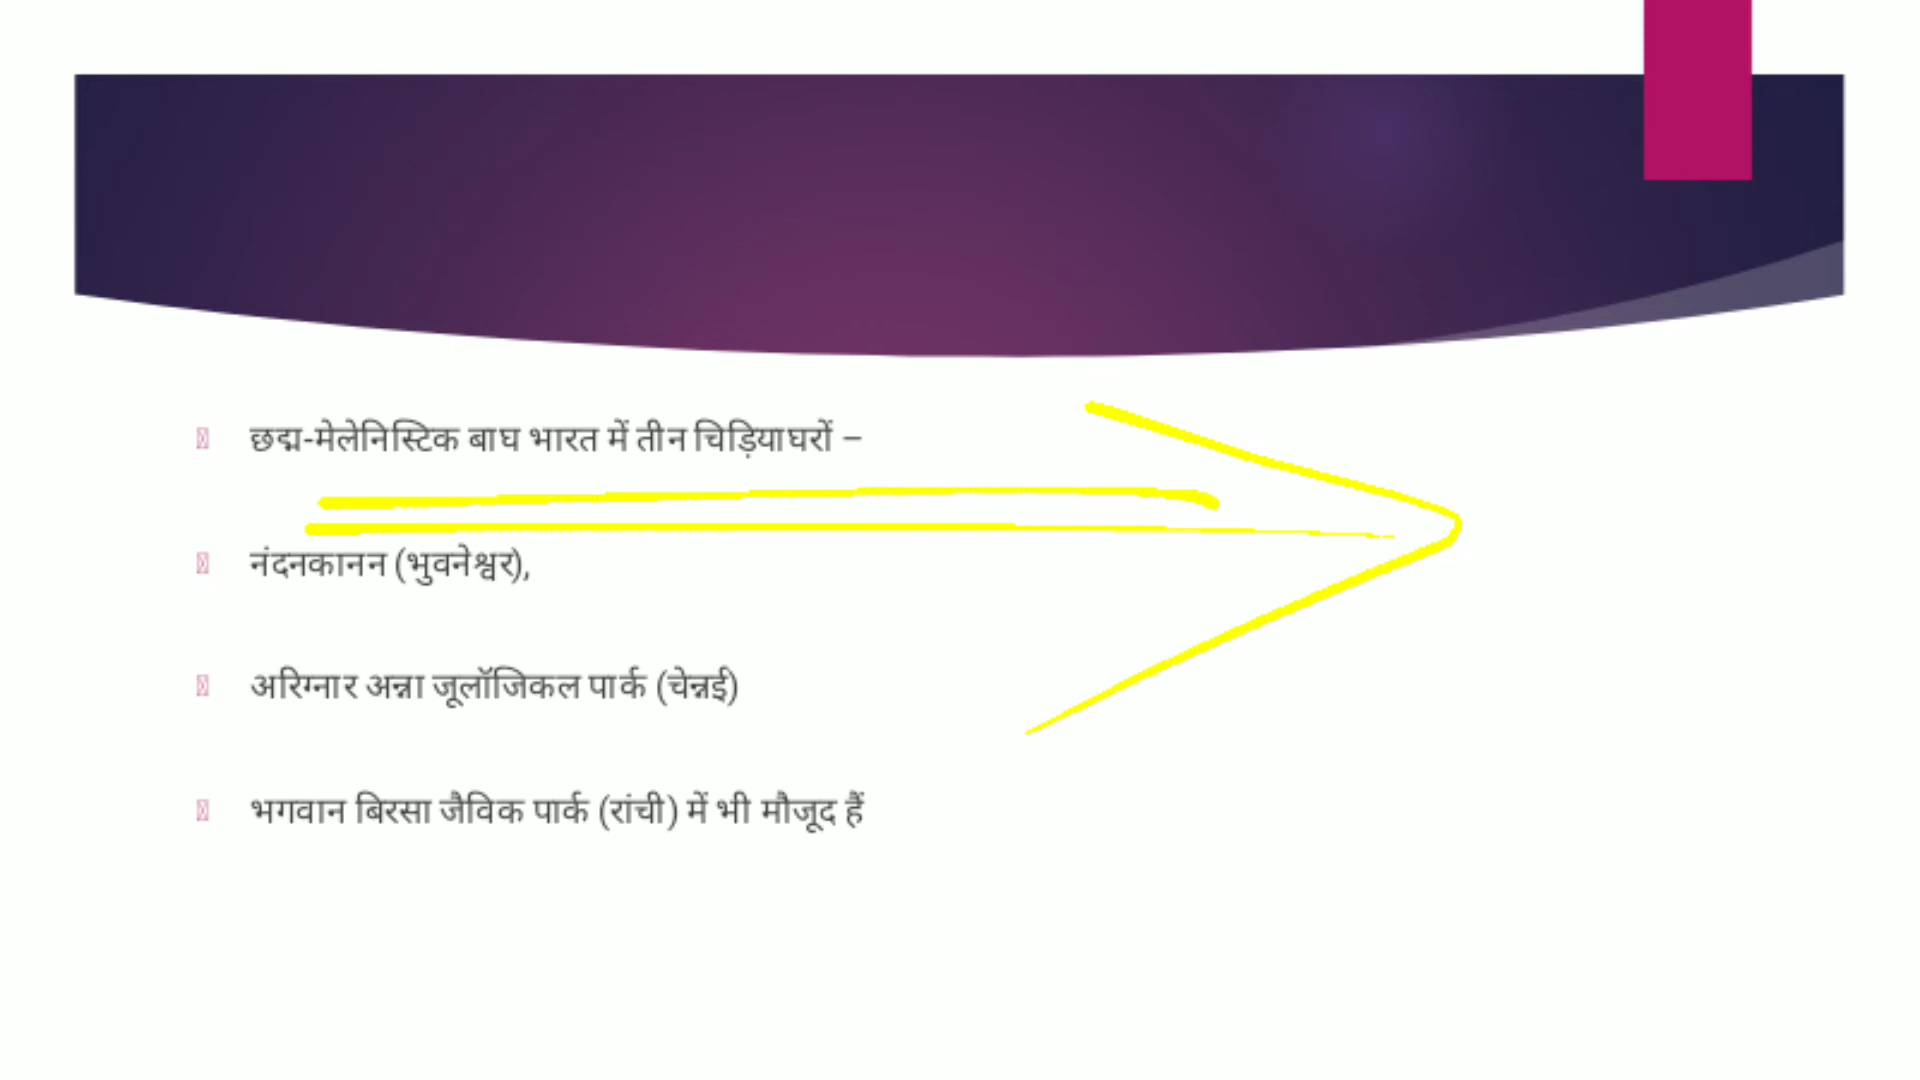 छद्म-मेलेनिस्टिक बाघ भारत में तीन चिड़ियाघरों –
नंदनकानन (भुवनेश्वर),
अरिग्नार अन्ना जूलॉजिकल पार्क (चेन्नई)
भगवान बिरसा जैविक पार्क (रांची) में भी मौजूद हैं